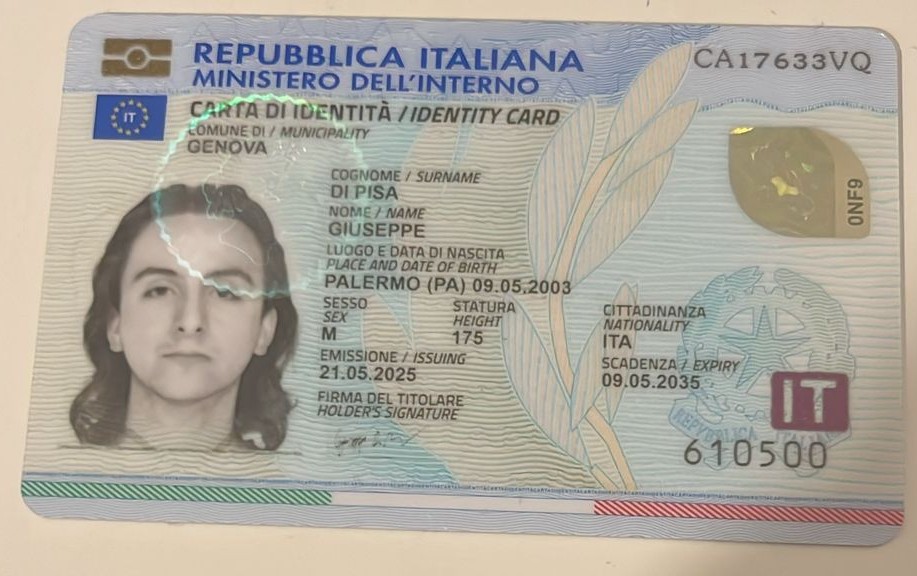 REPUBBLICA ITALIANA
MINISTERO DELL'INTERNO
CA17633VQ
IT
CARTA DI IDENTITÀ / IDENTITY CARD
COMUNE DI / MUNICIPALITY
GENOVA
0NF9
COGNOME / SURNAME
DI PISA
NOME / NAME
GIUSEPPE
LUOGO E DATA DI NASCITA
PLACE AND DATE OF BIRTH
PALERMO (PA) 09.05.2003
SESSO
SEX
M
STATURA
HEIGHT
175
CITTADINANZA
NATIONALITY
ITA
EMISSIONE / ISSUING
21.05.2025
SCADENZA / EXPIRY
09.05.2035
FIRMA DEL TITOLARE
HOLDER'S SIGNATURE
IT
REPVBBLICA ITALIANA
610500